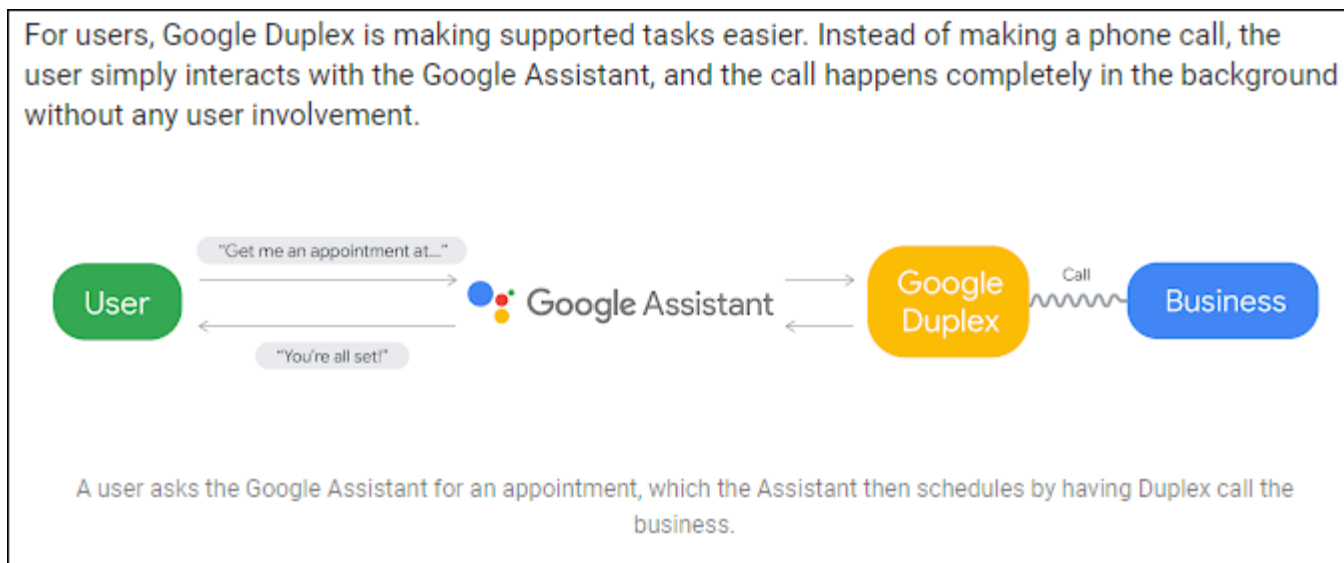 For users, Google Duplex is making supported tasks easier. Instead of making a phone call, the
user simply interacts with the Google Assistant, and the call happens completely in the background
without any user involvement.
"Get me an appointment at..."
User
Google Assistant
Google
Duplex
Call
Business
"You're all set!"
A user asks the Google Assistant for an appointment, which the Assistant then schedules by having Duplex call the
business.